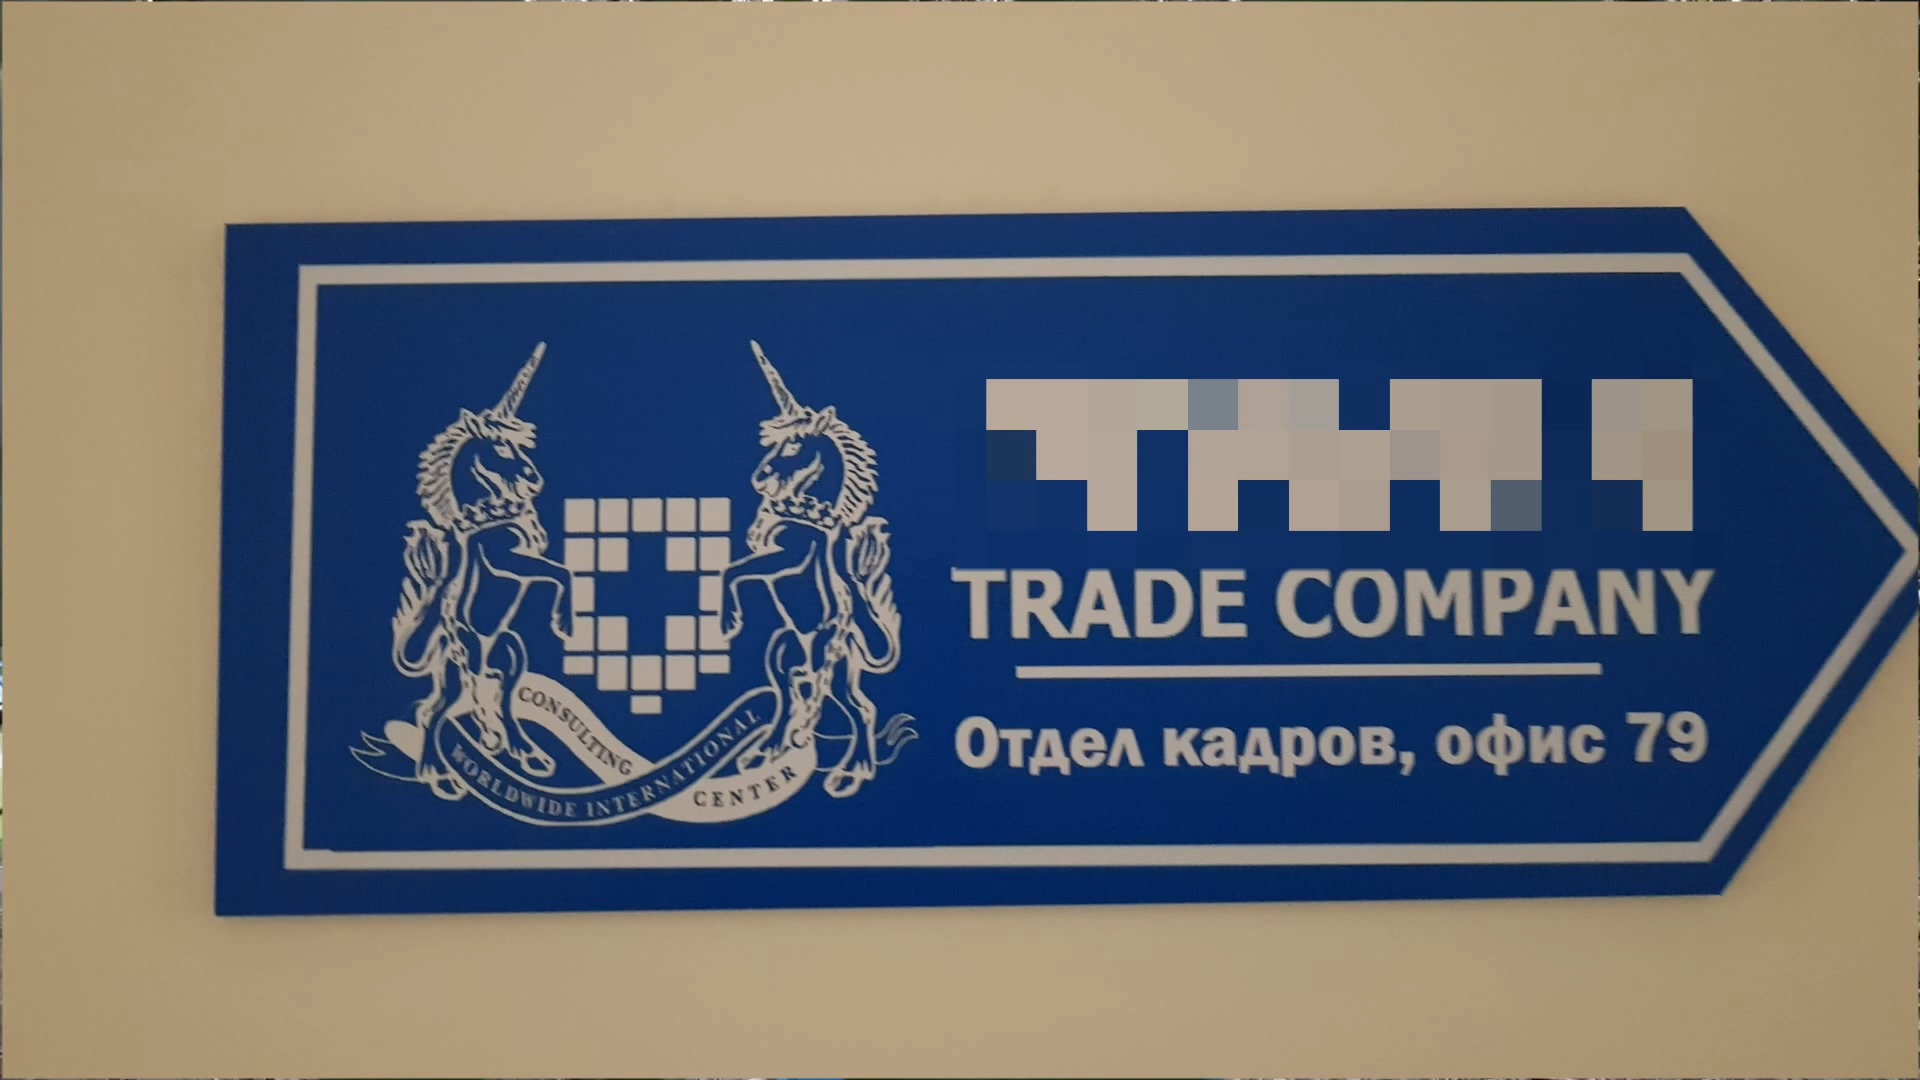 TRADE COMPANY
Отдел кадров, офис 79
CONSULTING
WORLDWIDE INTERNATIONAL
CENTER